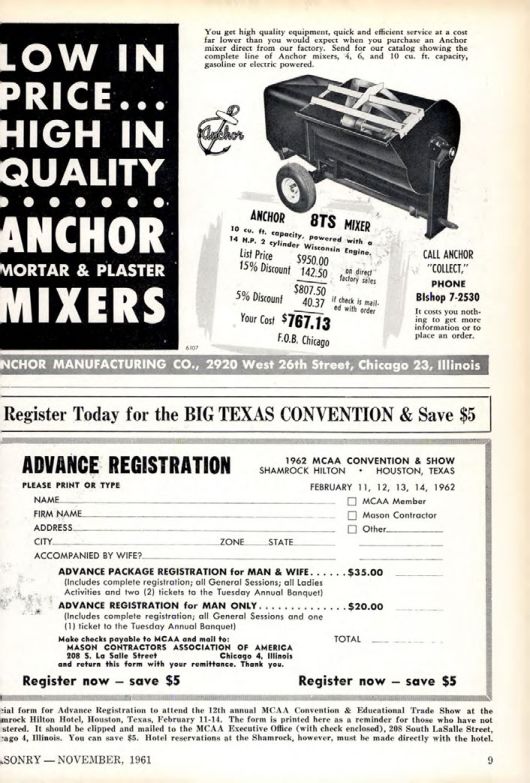 You get high quality equipment, quick and efficient service at a cost
far lower than you would expect when you purchase an Anchor
mixer direct from our factory. Send for our catalog showing the
complete line of Anchor mixers, 4, 6, and 10 cu. ft. capacity,
gasoline or electric powered.
LOW IN
PRICE...
HIGH IN
QUALITY
ANCHOR
MORTAR & PLASTER
MIXERS
Anchor
ANCHOR 8TS MIXER
10 cu. ft. capacity, powered with a
14 H.P. 2 cylinder Wisconsin Engine.
List Price $950.00
15% Discount 142.50 on direct factory sales
$807.50
5% Discount 40.37 if check is mailed with order
Your Cost $767.13
F.O.B. Chicago
6107
CALL ANCHOR
"COLLECT,"
PHONE
BIshop 7-2530
It costs you noth-
ing to get more
information or to
place an order.
NCHOR MANUFACTURING CO., 2920 West 26th Street, Chicago 23, Illinois
Register Today for the BIG TEXAS CONVENTION & Save $5
ADVANCE REGISTRATION
1962 MCAA CONVENTION & SHOW
SHAMROCK HILTON • HOUSTON, TEXAS
PLEASE PRINT OR TYPE
FEBRUARY 11, 12, 13, 14, 1962
NAME
MCAA Member
FIRM NAME
Mason Contractor
ADDRESS
Other
CITY ZONE STATE
ACCOMPANIED BY WIFE?
ADVANCE PACKAGE REGISTRATION for MAN & WIFE......$35.00
(Includes complete registration; all General Sessions; all Ladies
Activities and two (2) tickets to the Tuesday Annual Banquet)
ADVANCE REGISTRATION for MAN ONLY..............$20.00
(Includes complete registration; all General Sessions and one
(1) ticket to the Tuesday Annual Banquet)
Make checks payable to MCAA and mail to:
TOTAL
MASON CONTRACTORS ASSOCIATION OF AMERICA
208 S. La Salle Street Chicago 4, Illinois
and return this form with your remittance. Thank you.
Register now — save $5 Register now — save $5
cial form for Advance Registration to attend the 12th annual MCAA Convention & Educational Trade Show at the
mrock Hilton Hotel, Houston, Texas, February 11-14. The form is printed here as a reminder for those who have not
stered. It should be clipped and mailed to the MCAA Executive Office (with check enclosed), 208 South LaSalle Street,
ago 4, Illinois. You can save $5. Hotel reservations at the Shamrock, however, must be made directly with the hotel.
SONRY — NOVEMBER, 1961 9